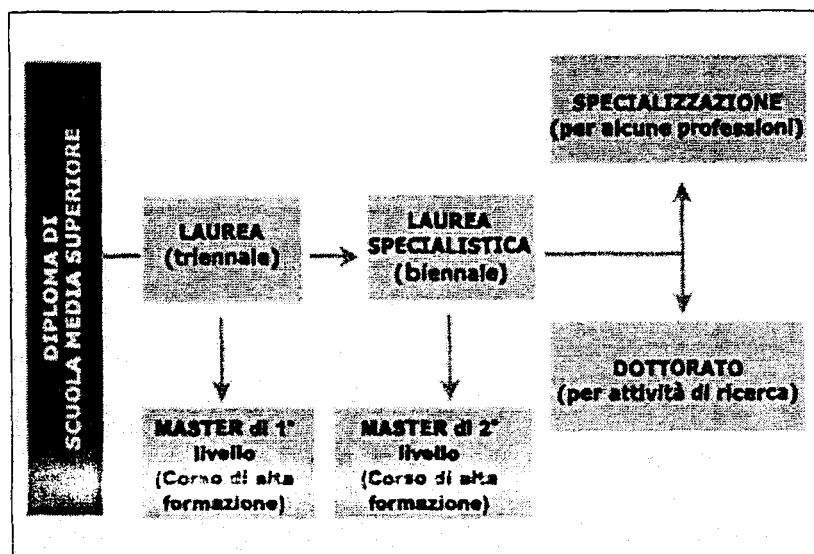 DIPLOMA DI
SCUOLA MEDIA SUPERIORE
LAUREA
(triennale)
LAUREA
SPECIALISTICA
(biennale)
SPECIALIZZAZIONE
(per alcune professioni)
DOTTORATO
(per attività di ricerca)
MASTER di 1°
livello
(Corso di alta
formazione)
MASTER di 2°
livello
(Corso di alta
formazione)